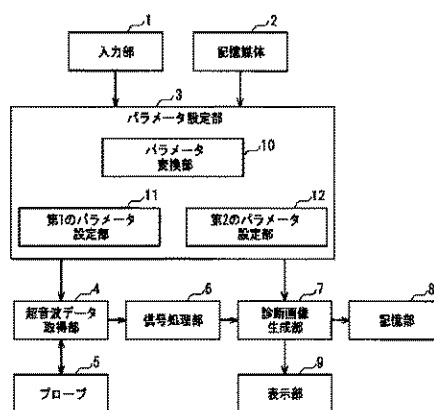 1
2
入力部
記憶媒体
3
パラメータ設定部
パラメータ
変換部
10
11
12
第1のパラメータ
設定部
第2のパラメータ
設定部
4
6
7
8
超音波データ
取得部
信号処理部
診断画像
生成部
記憶部
5
9
プローブ
表示部